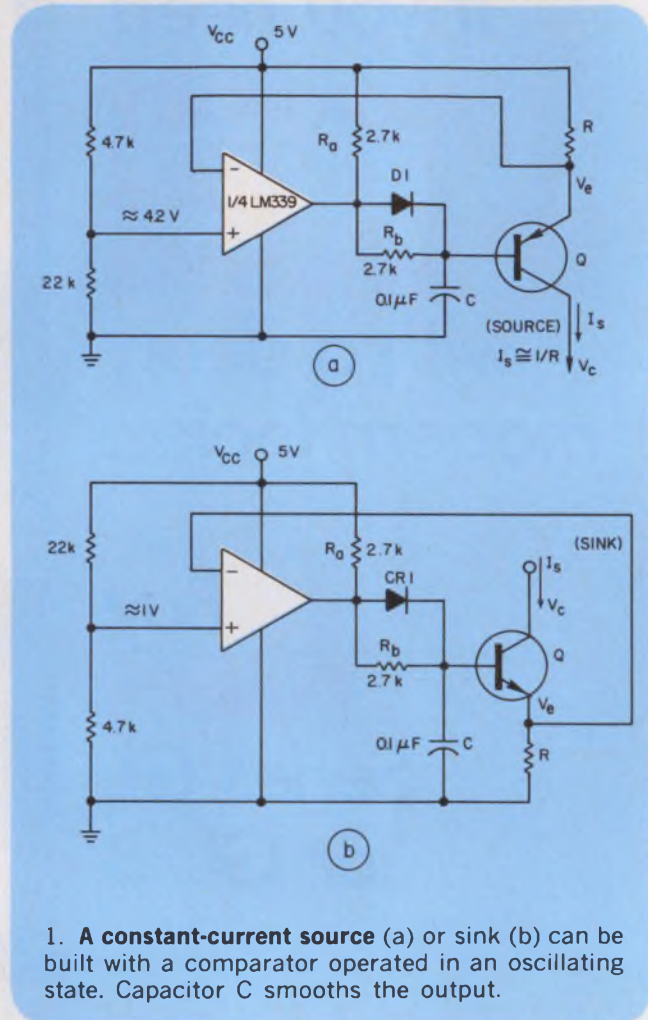 VCC 5V
4.7k
Ra 2.7k
R
D1
Ve
1/4 LM339
≈ 4.2 V
Rb
2.7k
Q
22k
0.1μF C
(SOURCE)
Is
Is ≅ 1/R
Vc
a
VCC 5V
22k
Ra 2.7k
(SINK)
Is
CR1
Vc
≈1V
Rb
2.7k
Q
Ve
4.7k
0.1μF C
R
b
1. A constant-current source (a) or sink (b) can be
built with a comparator operated in an oscillating
state. Capacitor C smooths the output.